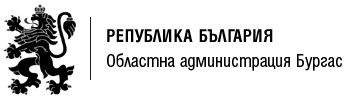 РЕПУБЛИКА БЪЛГАРИЯ
Областна администрация Бургас